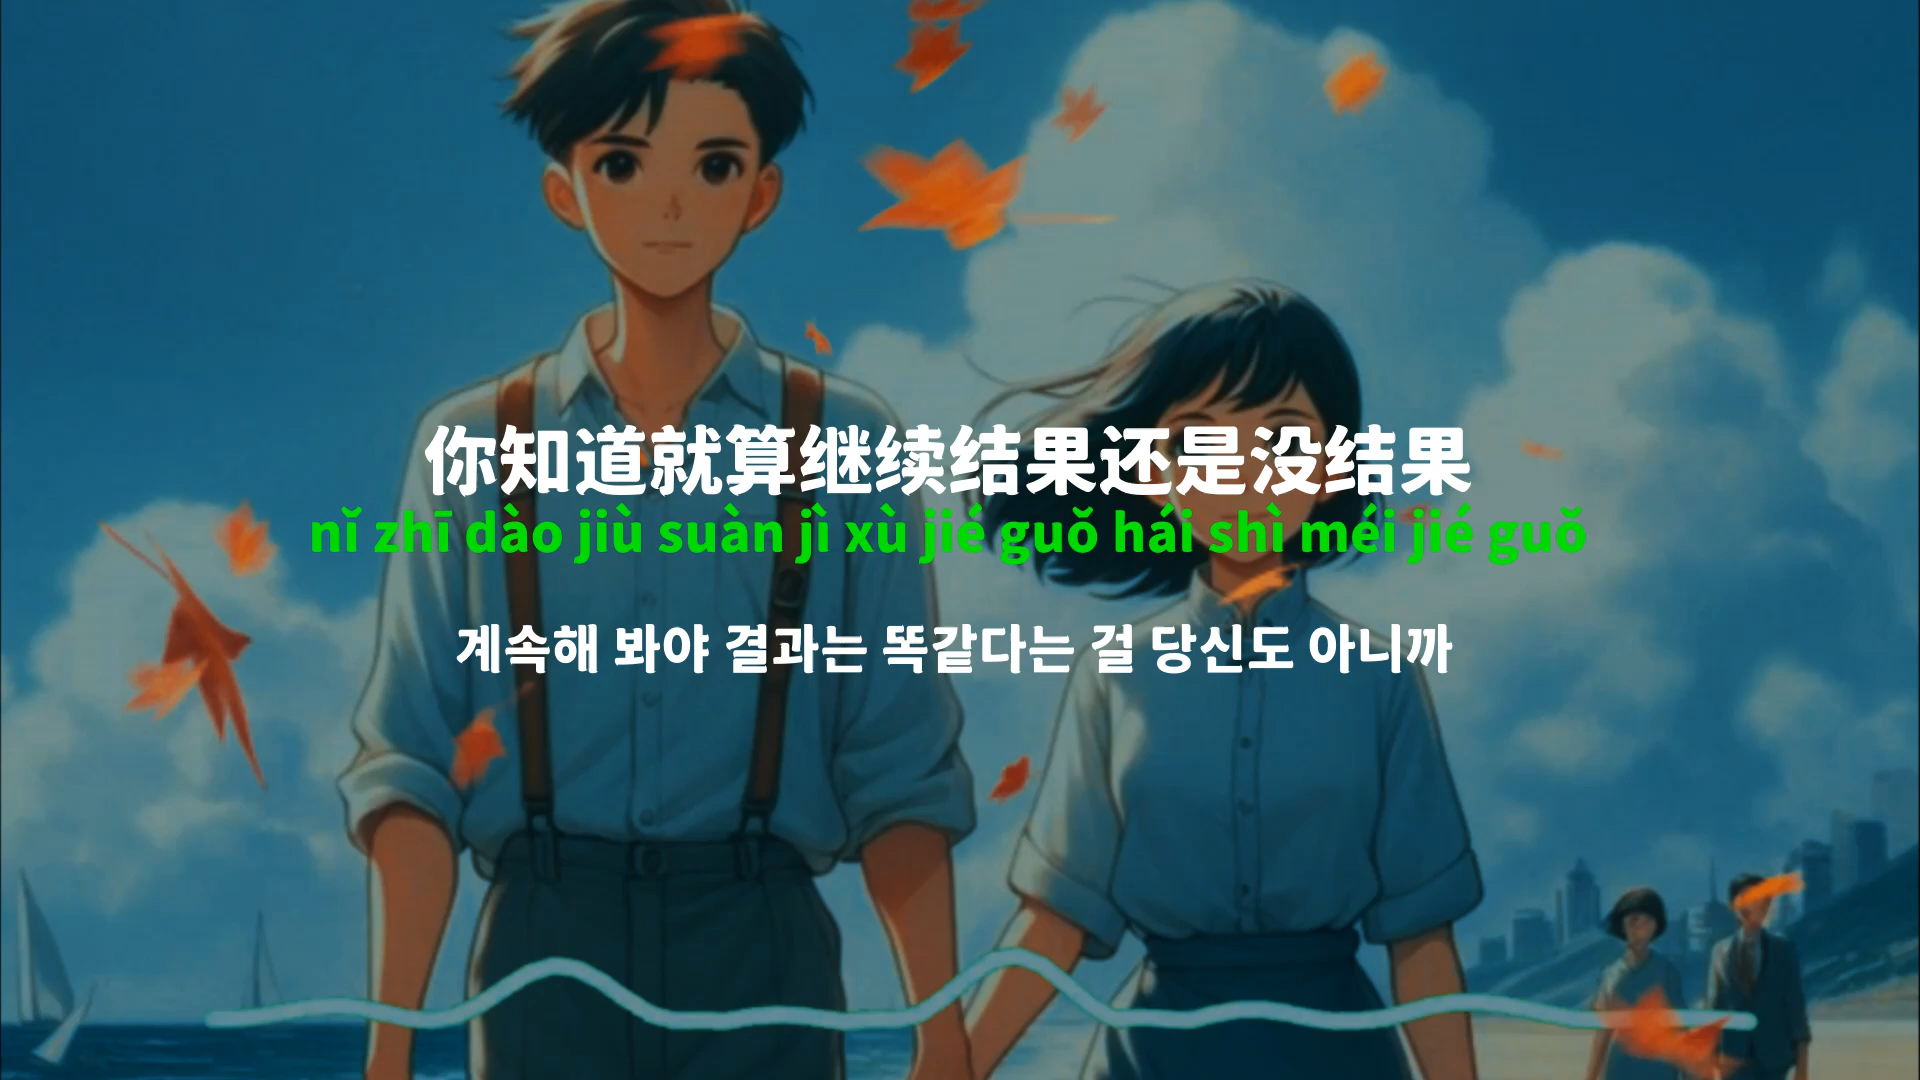 你知道就算继续结果还是没结果
nǐ zhī dào jiù suàn jì xù jié guǒ hái shì méi jié guǒ
계속해 봐야 결과는 똑같다는 걸 당신도 아니까